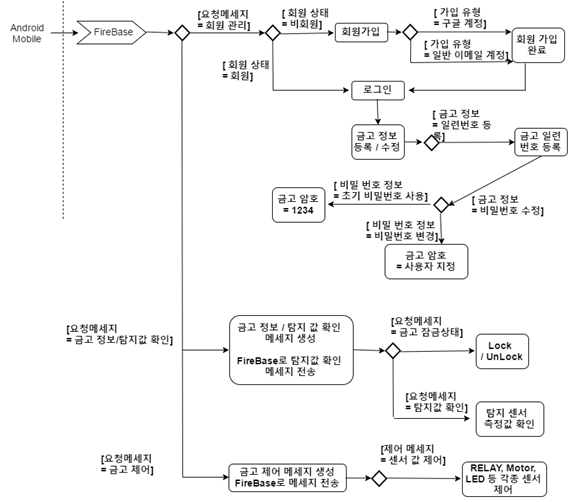 Android
Mobile
FireBase
[요청메세지
= 회원 관리]
[ 회원 상태
= 비회원]
회원가입
[ 가입 유형
= 구글 계정]
[ 가입 유형
= 일반 이메일 계정]
회원 가입
완료
[ 회원 상태
= 회원]
로그인
금고 정보
등록 / 수정
[ 금고 정보
= 일련번호 등
록]
금고 일련
번호 등록
[ 비밀 번호 정보
= 초기 비밀번호 사용]
금고 암호
= 1234
[ 금고 정보
= 비밀번호 수정]
[ 비밀 번호 정보
= 비밀번호 변경]
금고 암호
= 사용자 지정
[요청메세지
= 금고 정보/탐지값 확인]
금고 정보 / 탐지 값 확인
메세지 생성
FireBase로 탐지값 확인
메세지 전송
[요청메세지
= 금고 잠금상태]
Lock
/ UnLock
[요청메세지
= 탐지값 확인]
탐지 센서
측정값 확인
[요청메세지
= 금고 제어]
금고 제어 메세지 생성
FireBase로 메세지 전송
[제어 메세지
= 센서 값 제어]
RELAY, Motor,
LED 등 각종 센서
제어